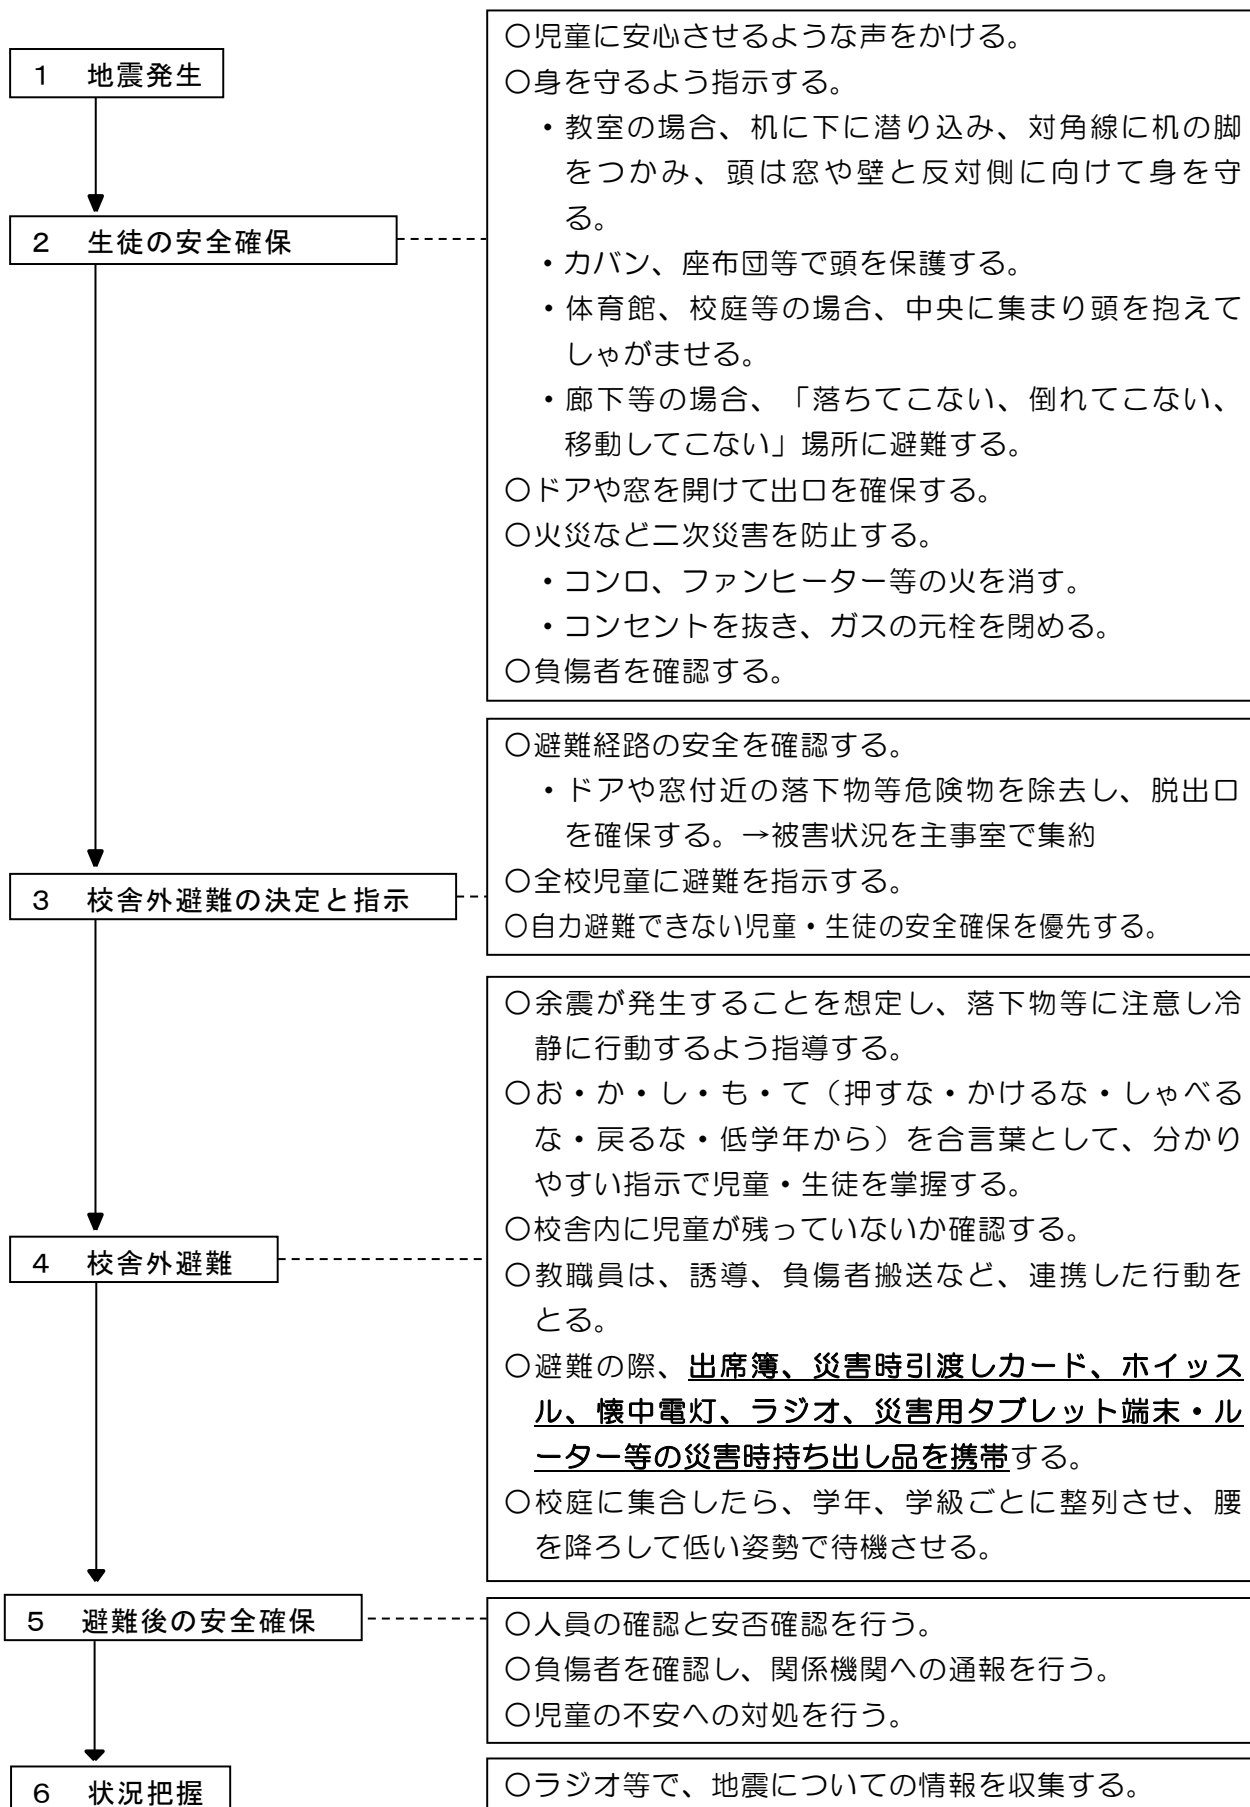 1　地震発生
2　生徒の安全確保
○児童に安心させるような声をかける。
○身を守るよう指示する。
・教室の場合、机に下に潜り込み、対角線に机の脚
をつかみ、頭は窓や壁と反対側に向けて身を守
る。
・カバン、座布団等で頭を保護する。
・体育館、校庭等の場合、中央に集まり頭を抱えて
しゃがませる。
・廊下等の場合、「落ちてこない、倒れてこない、
移動してこない」場所に避難する。
○ドアや窓を開けて出口を確保する。
○火災など二次災害を防止する。
・コンロ、ファンヒーター等の火を消す。
・コンセントを抜き、ガスの元栓を閉める。
○負傷者を確認する。
3　校舎外避難の決定と指示
○避難経路の安全を確認する。
・ドアや窓付近の落下物等危険物を除去し、脱出口
を確保する。→被害状況を主事室で集約
○全校児童に避難を指示する。
○自力避難できない児童・生徒の安全確保を優先する。
4　校舎外避難
○余震が発生することを想定し、落下物等に注意し冷
静に行動するよう指導する。
○お・か・し・も・て（押すな・かけるな・しゃべる
な・戻るな・低学年から）を合言葉として、分かり
やすい指示で児童・生徒を掌握する。
○校舎内に児童が残っていないか確認する。
○教職員は、誘導、負傷者搬送など、連携した行動を
とる。
○避難の際、出席簿、災害時引渡しカード、ホイッス
ル、懐中電灯、ラジオ、災害用タブレット端末・ル
ーター等の災害時持ち出し品を携帯する。
○校庭に集合したら、学年、学級ごとに整列させ、腰
を降ろして低い姿勢で待機させる。
5　避難後の安全確保
○人員の確認と安否確認を行う。
○負傷者を確認し、関係機関への通報を行う。
○児童の不安への対処を行う。
6　状況把握
○ラジオ等で、地震についての情報を収集する。